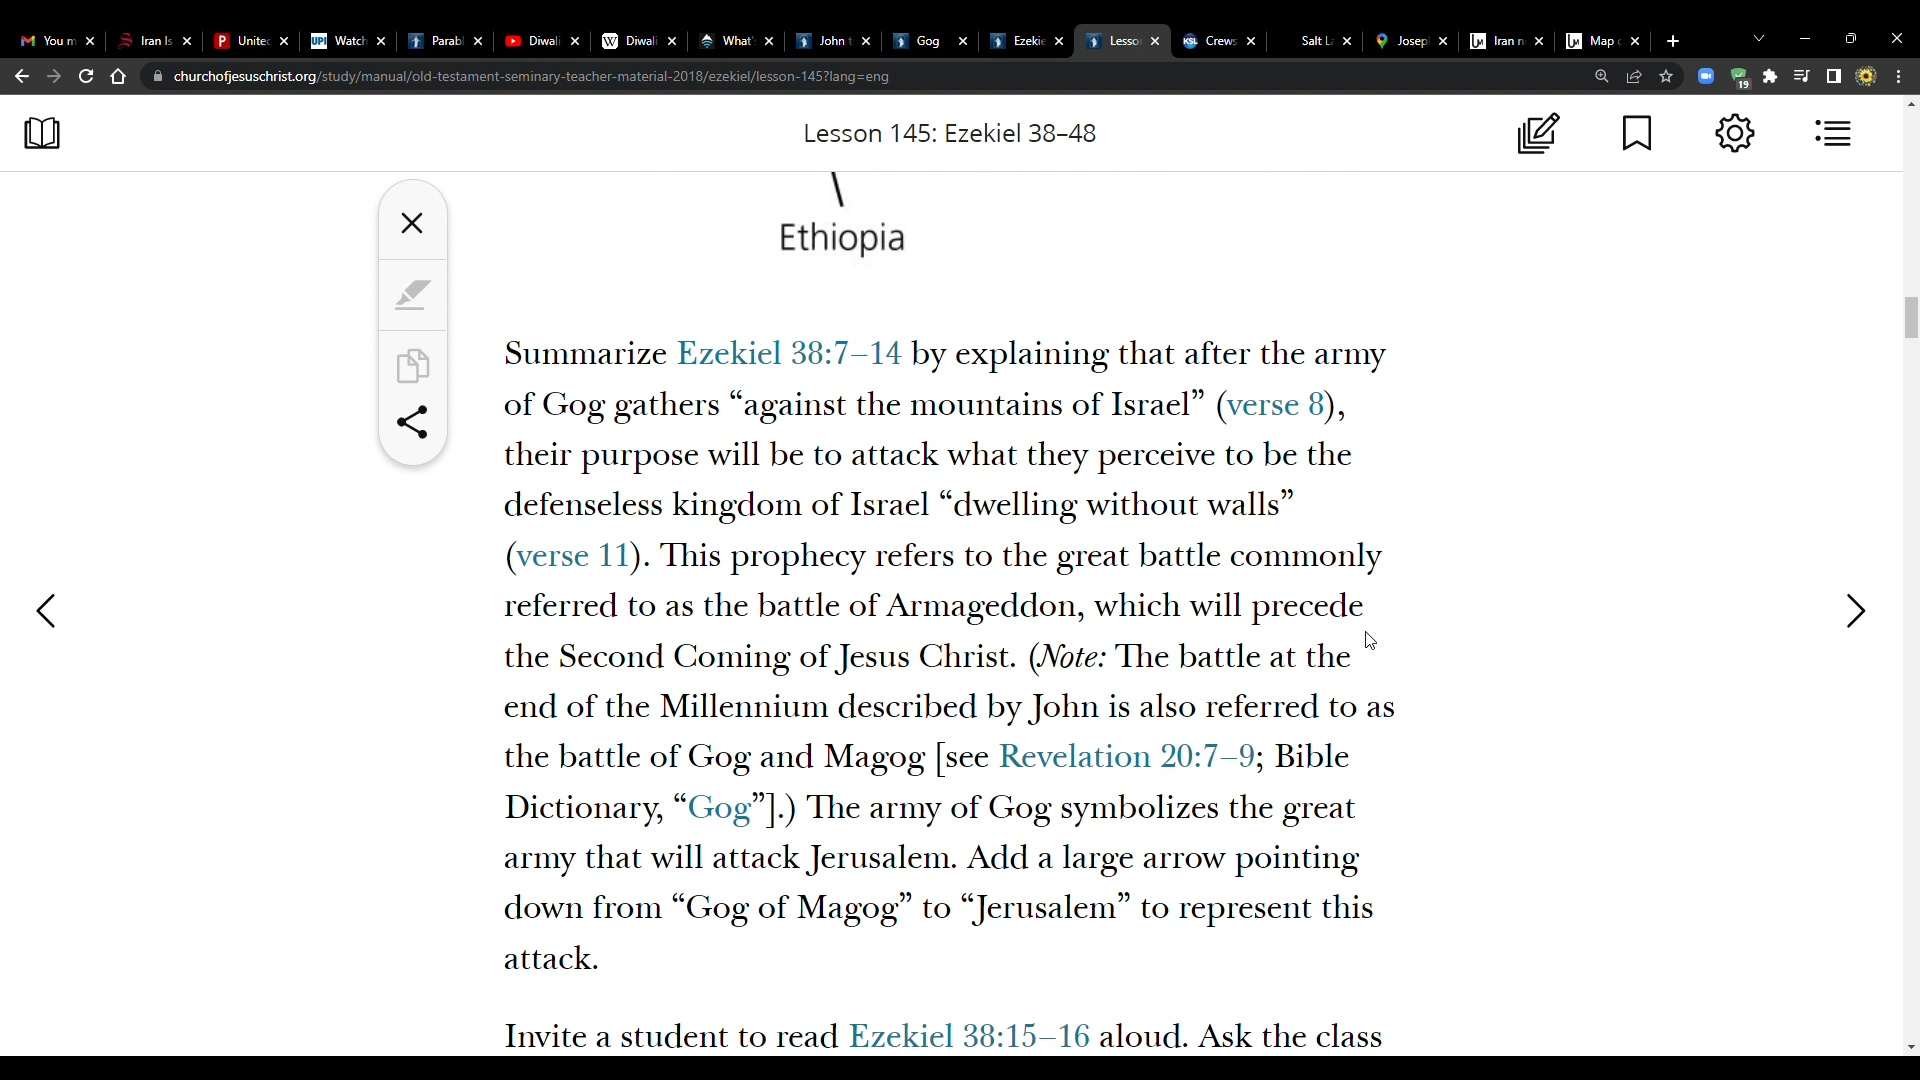 You m
Iran Is
Unitec
Watch
Parabl
Diwali
Diwali
What'
John t
Gog
Ezekie
Lesso
Crews
Salt La
Josep
Iran n
Map o
churchofjesuschrist.org/study/manual/old-testament-seminary-teacher-material-2018/ezekiel/lesson-145?lang=eng
19
Lesson 145: Ezekiel 38–48
Ethiopia
Summarize Ezekiel 38:7–14 by explaining that after the army
of Gog gathers “against the mountains of Israel” (verse 8),
their purpose will be to attack what they perceive to be the
defenseless kingdom of Israel “dwelling without walls”
(verse 11). This prophecy refers to the great battle commonly
referred to as the battle of Armageddon, which will precede
the Second Coming of Jesus Christ. (Note: The battle at the
end of the Millennium described by John is also referred to as
the battle of Gog and Magog [see Revelation 20:7–9; Bible
Dictionary, “Gog”].) The army of Gog symbolizes the great
army that will attack Jerusalem. Add a large arrow pointing
down from “Gog of Magog” to “Jerusalem” to represent this
attack.
Invite a student to read Ezekiel 38:15–16 aloud. Ask the class